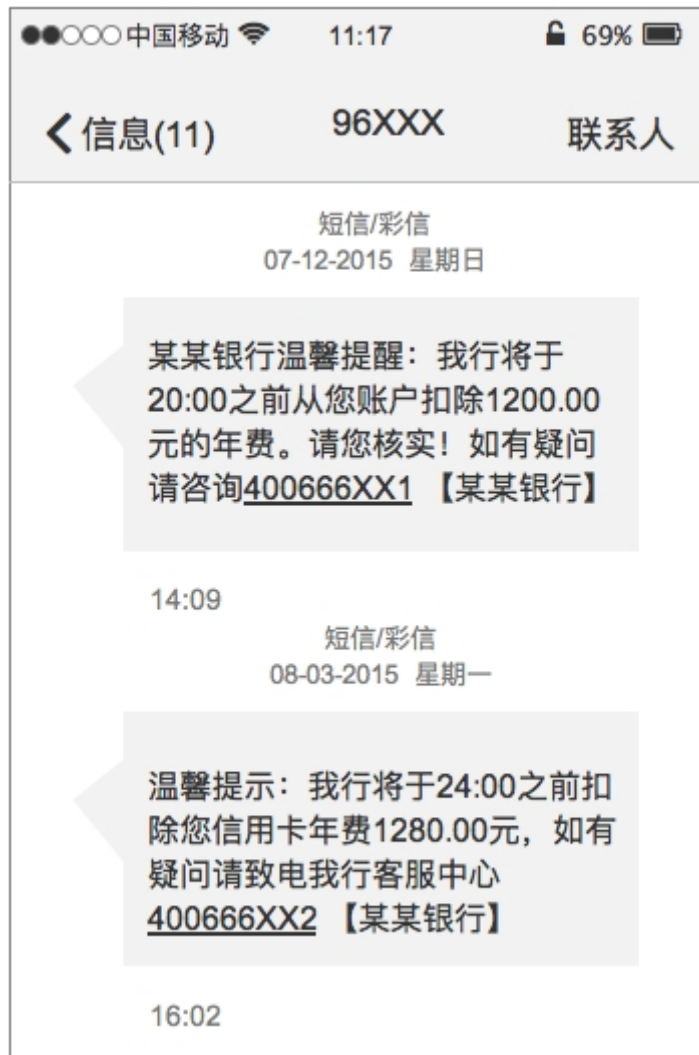 中国移动 11:17 69%
信息(11) 96XXX 联系人
短信/彩信
07-12-2015 星期日
某某银行温馨提醒：我行将于
20:00之前从您账户扣除1200.00
元的年费。请您核实！如有疑问
请咨询400666XX1 【某某银行】
14:09
短信/彩信
08-03-2015 星期一
温馨提示：我行将于24:00之前扣
除您信用卡年费1280.00元，如有
疑问请致电我行客服中心
400666XX2 【某某银行】
16:02